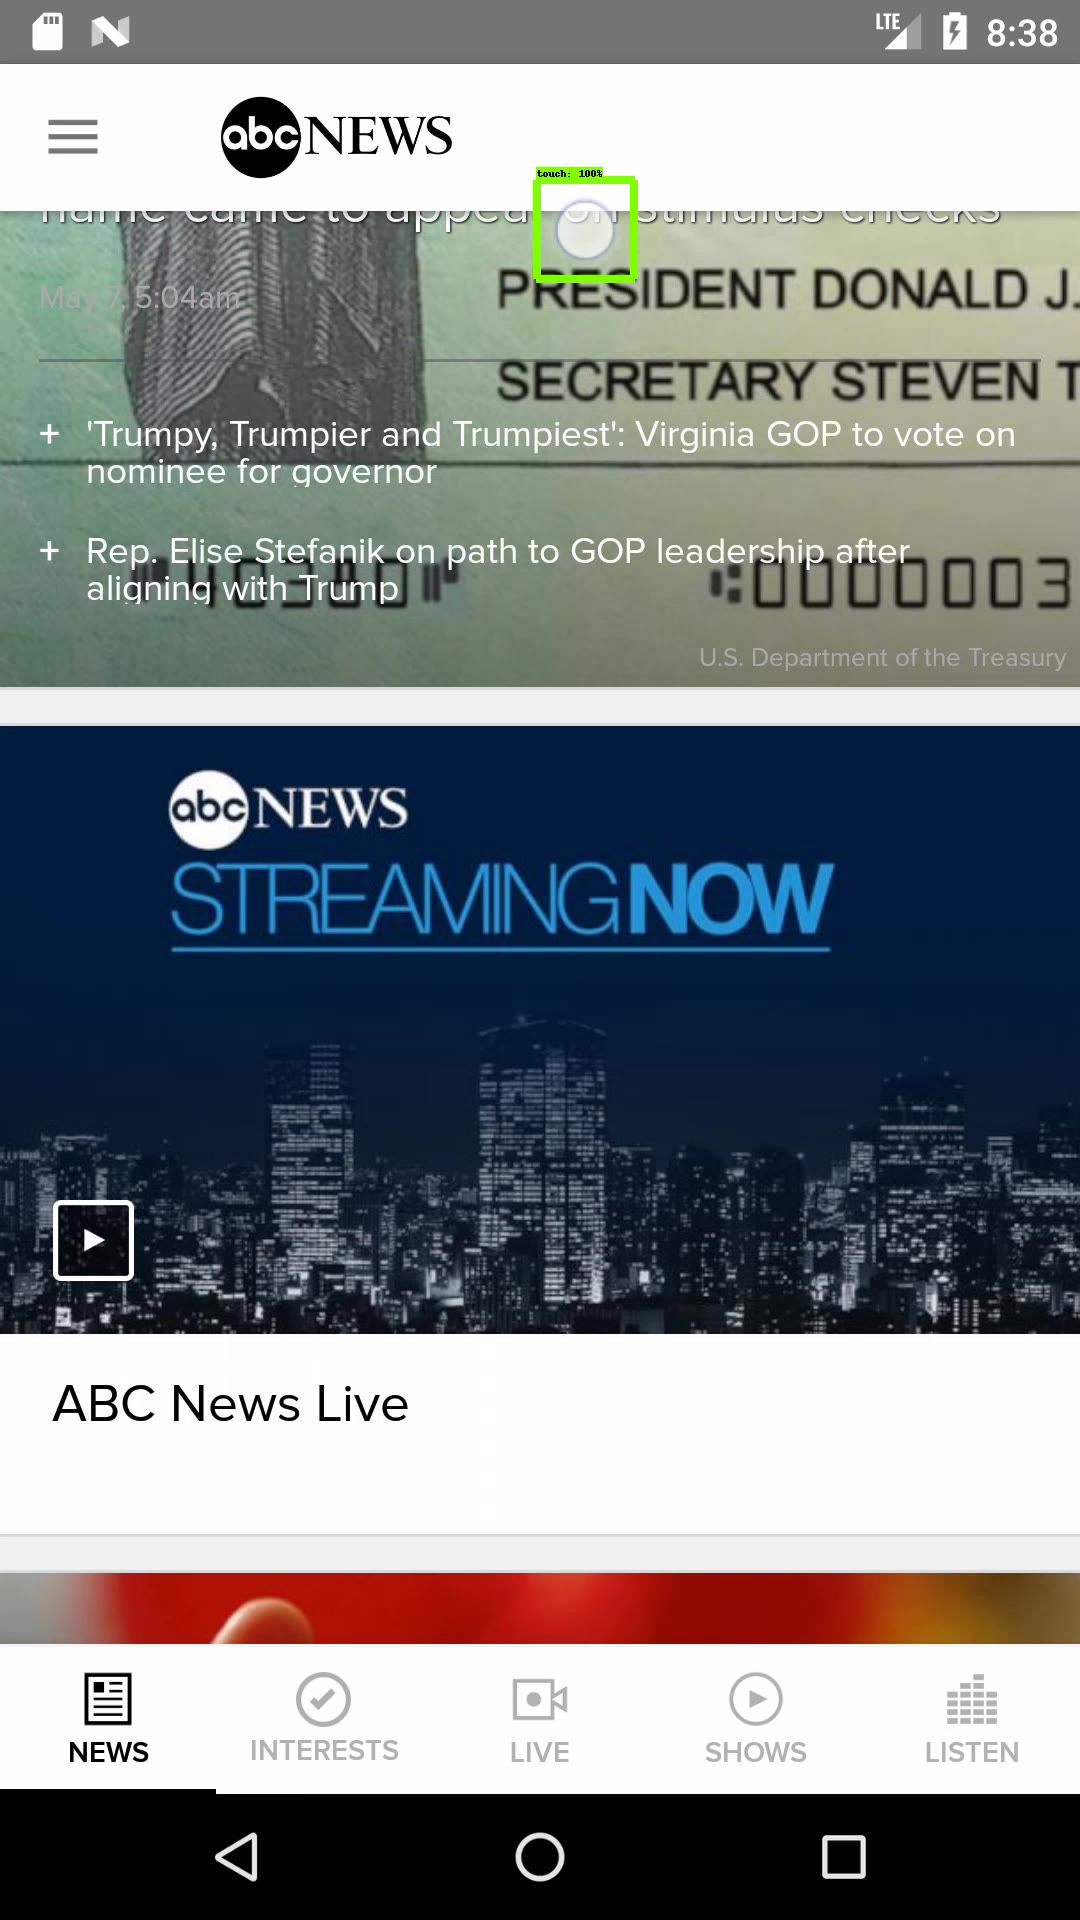 LTE 8:38
abc NEWS
touch: 100%
name came to appear on stimulus checks
PRESIDENT DONALD J.
May 7, 5:04am
SECRETARY STEVEN T
+ 'Trumpy, Trumpier and Trumpiest': Virginia GOP to vote on
nominee for governor
+ Rep. Elise Stefanik on path to GOP leadership after
aligning with Trump
0000003
U.S. Department of the Treasury
abc NEWS
STREAMING NOW
ABC News Live
NEWS INTERESTS LIVE SHOWS LISTEN